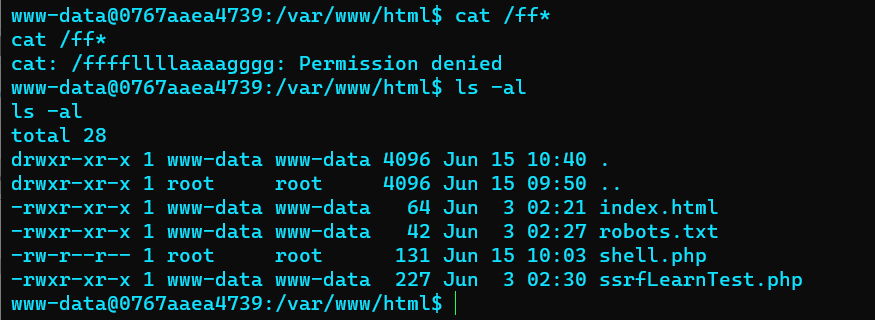 www-data@0767aaea4739:/var/www/html$ cat /ff*
cat /ff*
cat: /fffffllllaaaagggg: Permission denied
www-data@0767aaea4739:/var/www/html$ ls -al
ls -al
total 28
drwxr-xr-x 1 www-data www-data 4096 Jun 15 10:40 .
drwxr-xr-x 1 root     root     4096 Jun 15 09:50 ..
-rwxr-xr-x 1 www-data www-data   64 Jun  3 02:21 index.html
-rwxr-xr-x 1 www-data www-data   42 Jun  3 02:27 robots.txt
-rw-r--r-- 1 root     root      131 Jun 15 10:03 shell.php
-rwxr-xr-x 1 www-data www-data  227 Jun  3 02:30 ssrfLearnTest.php
www-data@0767aaea4739:/var/www/html$